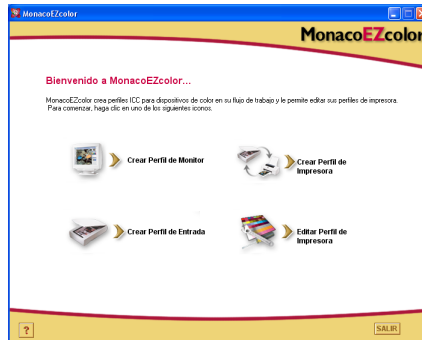 MonacoEZcolor
MonacoEZcolor
Bienvenido a MonacoEZcolor...
MonacoEZcolor crea perfiles ICC para dispositivos de color en su flujo de trabajo y le permite editar sus perfiles de impresora.
Para comenzar, haga clic en uno de los siguientes iconos.
Crear Perfil de Monitor
Crear Perfil de
Impresora
Crear Perfil de Entrada
Editar Perfil de
Impresora
?
SALIR